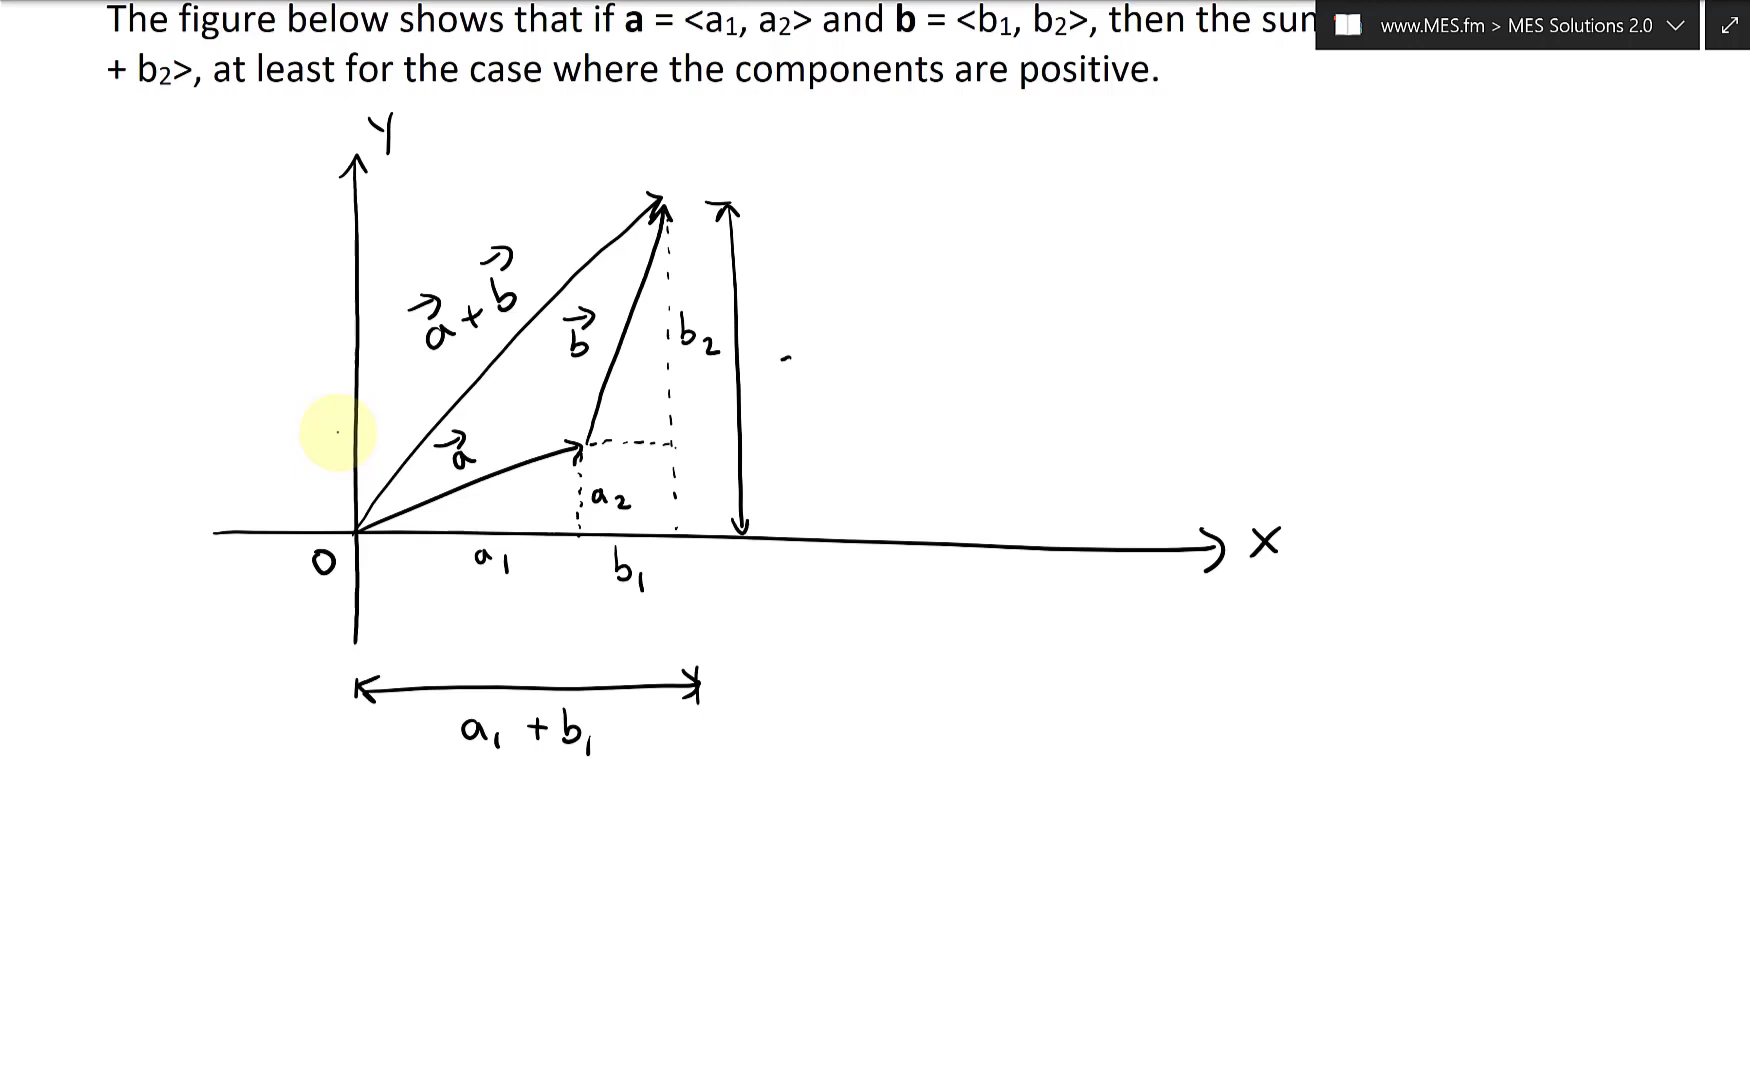 The figure below shows that if a = <a₁, a₂> and b = <b₁, b₂>, then the
www.MES.fm > MES Solutions 2.0
+ b₂>, at least for the case where the components are positive.
Y
a⃗ + b⃗
b⃗
b₂
a⃗
a₂
0
a₁
b₁
X
a₁ + b₁